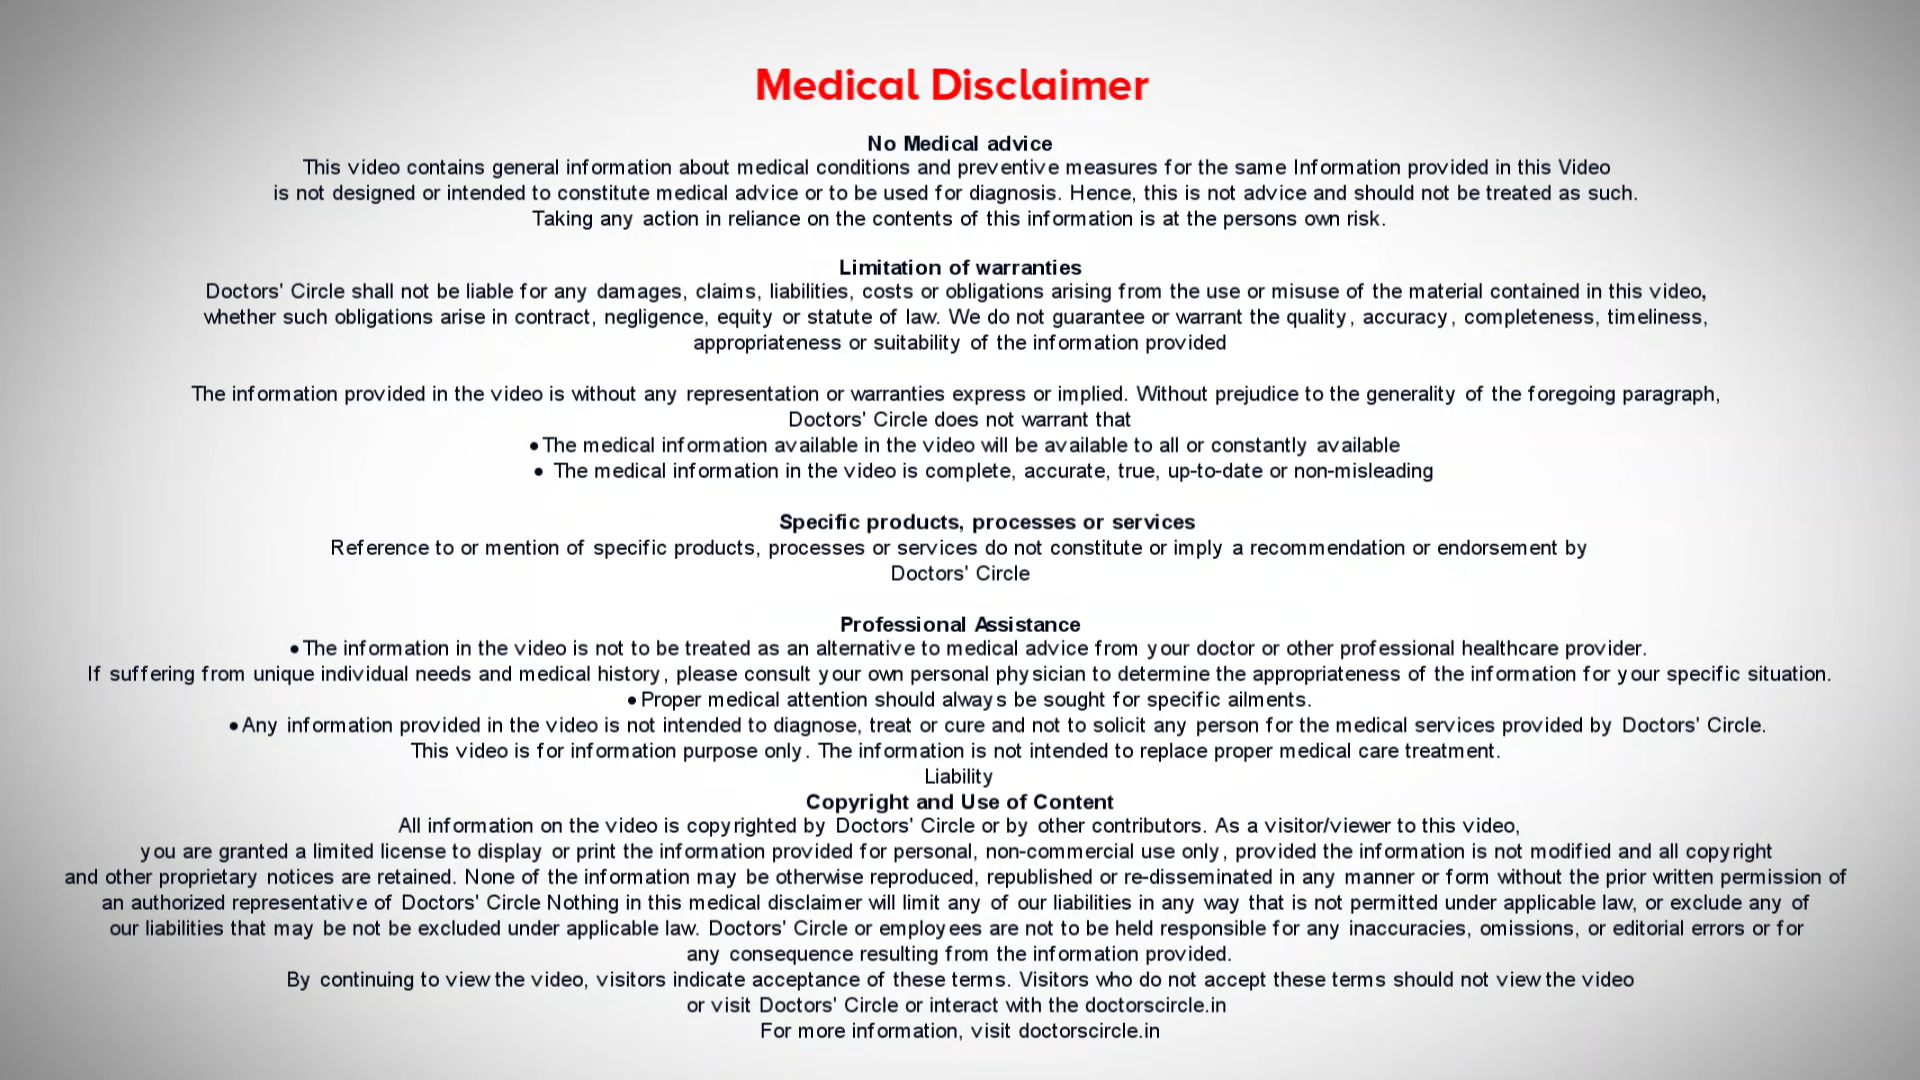 Medical Disclaimer
No Medical advice
This video contains general information about medical conditions and preventive measures for the same Information provided in this Video
is not designed or intended to constitute medical advice or to be used for diagnosis. Hence, this is not advice and should not be treated as such.
Taking any action in reliance on the contents of this information is at the persons own risk.
Limitation of warranties
Doctors' Circle shall not be liable for any damages, claims, liabilities, costs or obligations arising from the use or misuse of the material contained in this video,
whether such obligations arise in contract, negligence, equity or statute of law. We do not guarantee or warrant the quality, accuracy, completeness, timeliness,
appropriateness or suitability of the information provided
The information provided in the video is without any representation or warranties express or implied. Without prejudice to the generality of the foregoing paragraph,
Doctors' Circle does not warrant that
•The medical information available in the video will be available to all or constantly available
• The medical information in the video is complete, accurate, true, up-to-date or non-misleading
Specific products, processes or services
Reference to or mention of specific products, processes or services do not constitute or imply a recommendation or endorsement by
Doctors' Circle
Professional Assistance
•The information in the video is not to be treated as an alternative to medical advice from your doctor or other professional healthcare provider.
If suffering from unique individual needs and medical history, please consult your own personal physician to determine the appropriateness of the information for your specific situation.
•Proper medical attention should always be sought for specific ailments.
•Any information provided in the video is not intended to diagnose, treat or cure and not to solicit any person for the medical services provided by Doctors' Circle.
This video is for information purpose only. The information is not intended to replace proper medical care treatment.
Liability
Copyright and Use of Content
All information on the video is copyrighted by Doctors' Circle or by other contributors. As a visitor/viewer to this video,
you are granted a limited license to display or print the information provided for personal, non-commercial use only, provided the information is not modified and all copyright
and other proprietary notices are retained. None of the information may be otherwise reproduced, republished or re-disseminated in any manner or form without the prior written permission of
an authorized representative of Doctors' Circle Nothing in this medical disclaimer will limit any of our liabilities in any way that is not permitted under applicable law, or exclude any of
our liabilities that may be not be excluded under applicable law. Doctors' Circle or employees are not to be held responsible for any inaccuracies, omissions, or editorial errors or for
any consequence resulting from the information provided.
By continuing to view the video, visitors indicate acceptance of these terms. Visitors who do not accept these terms should not view the video
or visit Doctors' Circle or interact with the doctorscircle.in
For more information, visit doctorscircle.in